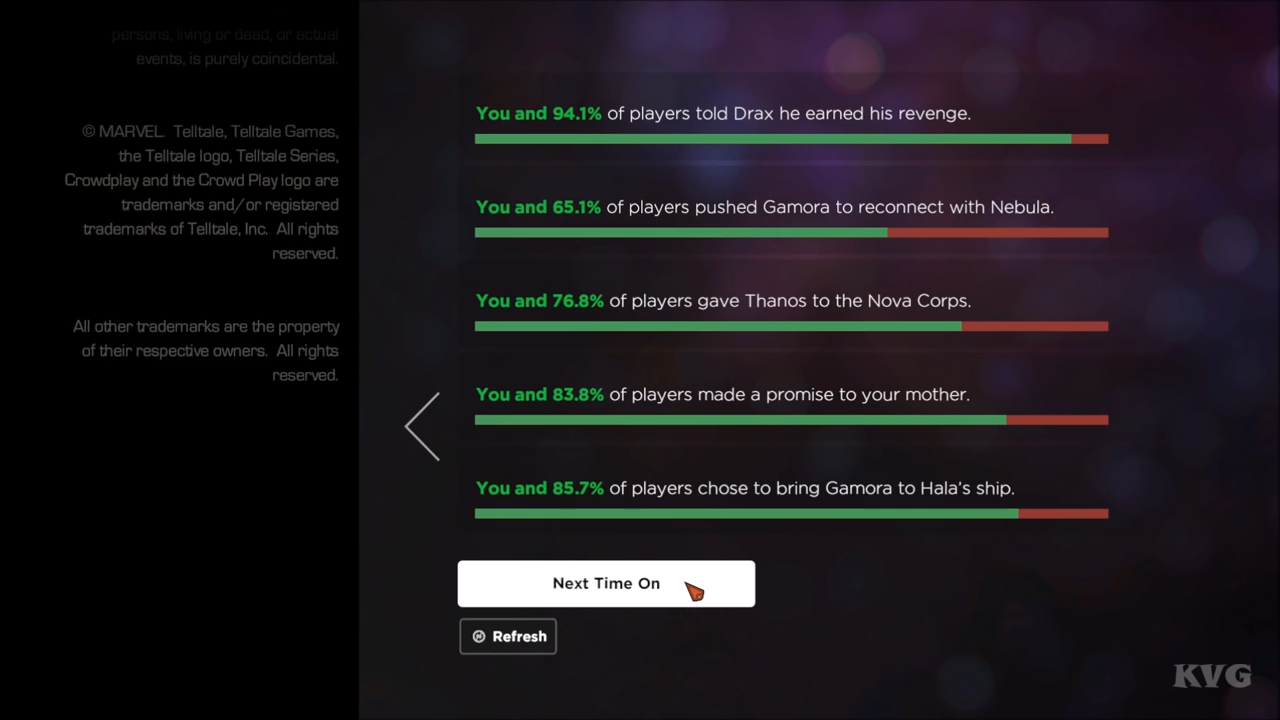 persons, living or dead, or actual
events, is purely coincidental.
© MARVEL. Telltale, Telltale Games,
the Telltale logo, Telltale Series,
Crowdplay and the Crowd Play logo are
trademarks and/or registered
trademarks of Telltale, Inc. All rights
reserved.
All other trademarks are the property
of their respective owners. All rights
reserved.
You and 94.1% of players told Drax he earned his revenge.
You and 65.1% of players pushed Gamora to reconnect with Nebula.
You and 76.8% of players gave Thanos to the Nova Corps.
You and 83.8% of players made a promise to your mother.
You and 85.7% of players chose to bring Gamora to Hala's ship.
Next Time On
Refresh
KVG